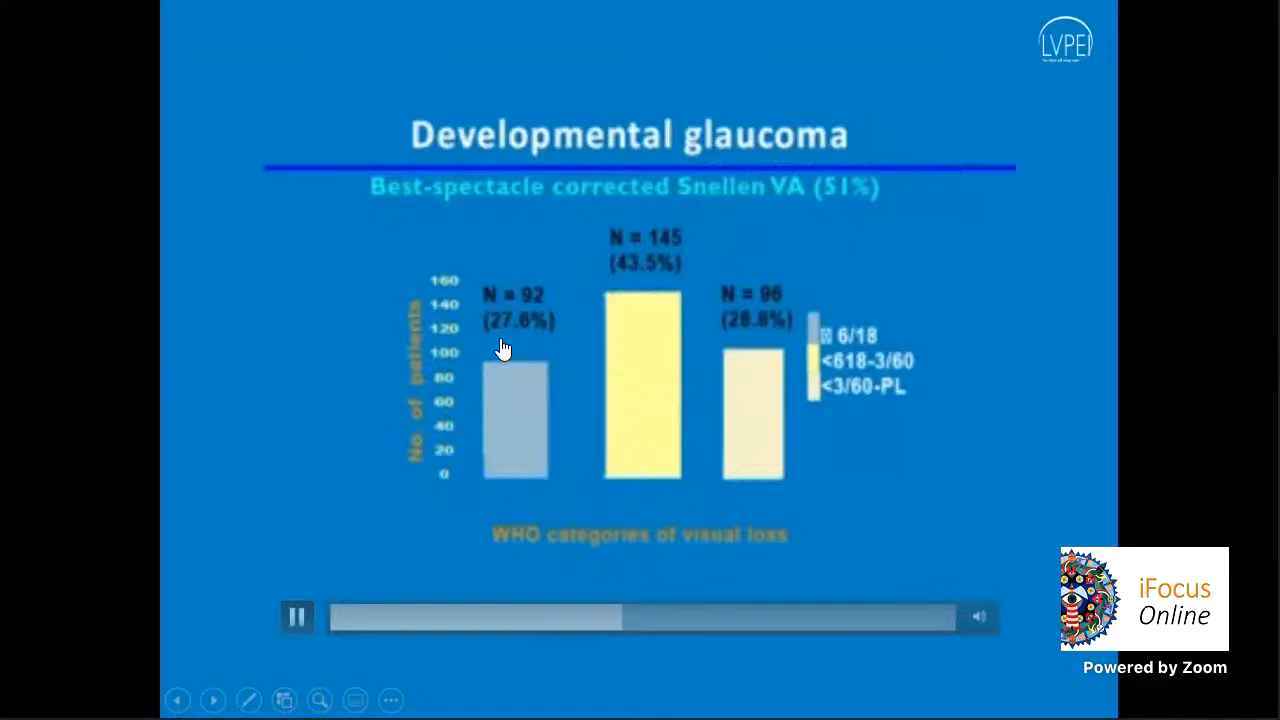 LVPEI
Developmental glaucoma
Best-spectacle corrected Snellen VA (51%)
N = 145
(43.5%)
N = 92
(27.6%)
N = 96
(28.8%)
160
140
120
100
80
60
40
20
0
No. of patients
6/18
<618-3/60
<3/60-PL
WHO categories of visual loss
iFocus
Online
Powered by Zoom